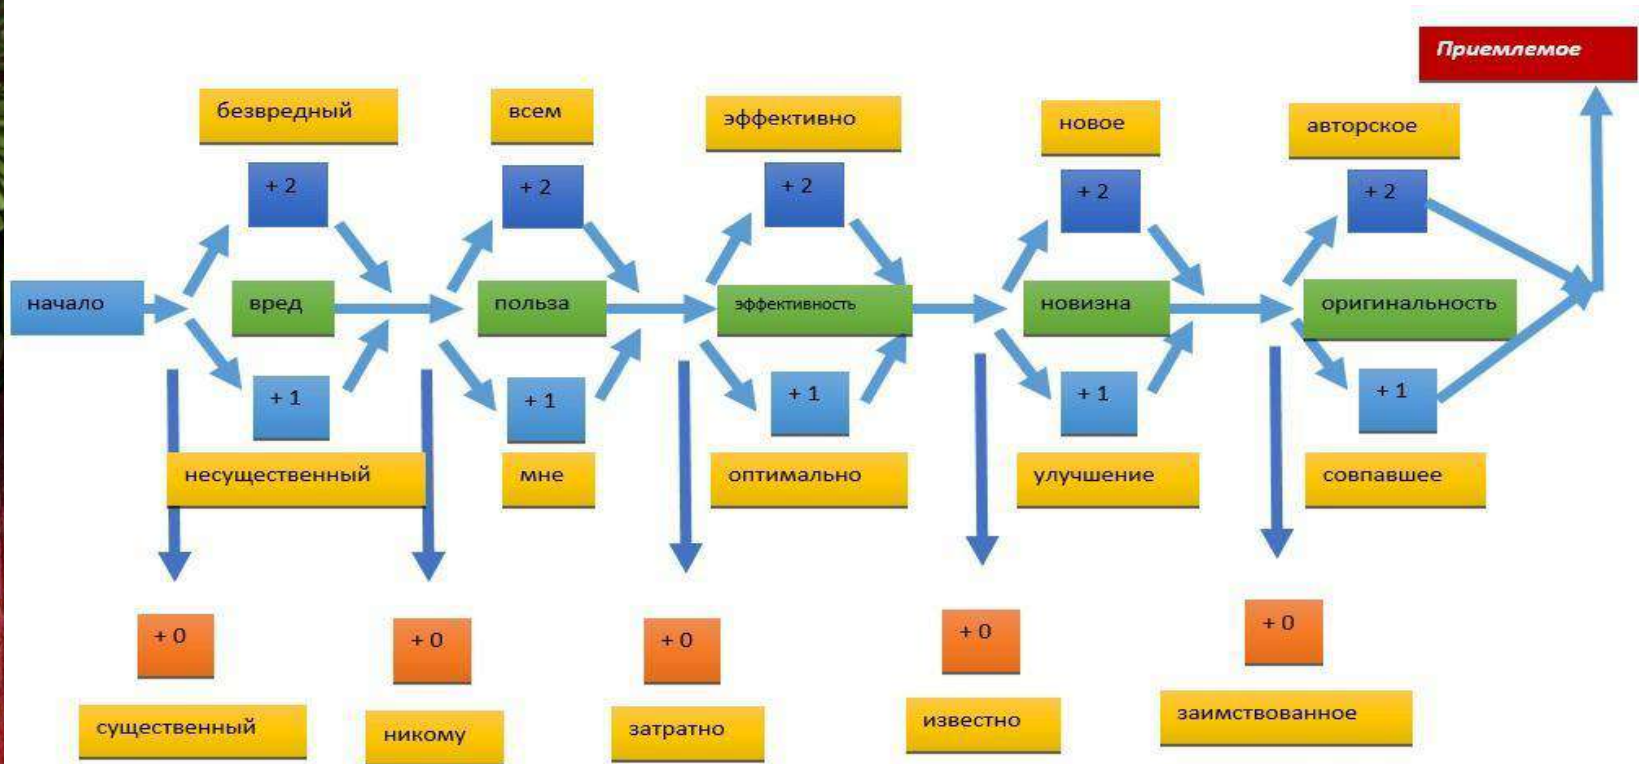 Приемлемое
безвредный
всем
эффективно
новое
авторское
+ 2
+ 2
+ 2
+ 2
+ 2
начало
вред
польза
эффективность
новизна
оригинальность
+ 1
+ 1
+ 1
+ 1
+ 1
несущественный
мне
оптимально
улучшение
совпавшее
+ 0
+ 0
+ 0
+ 0
+ 0
существенный
никому
затратно
известно
заимствованное